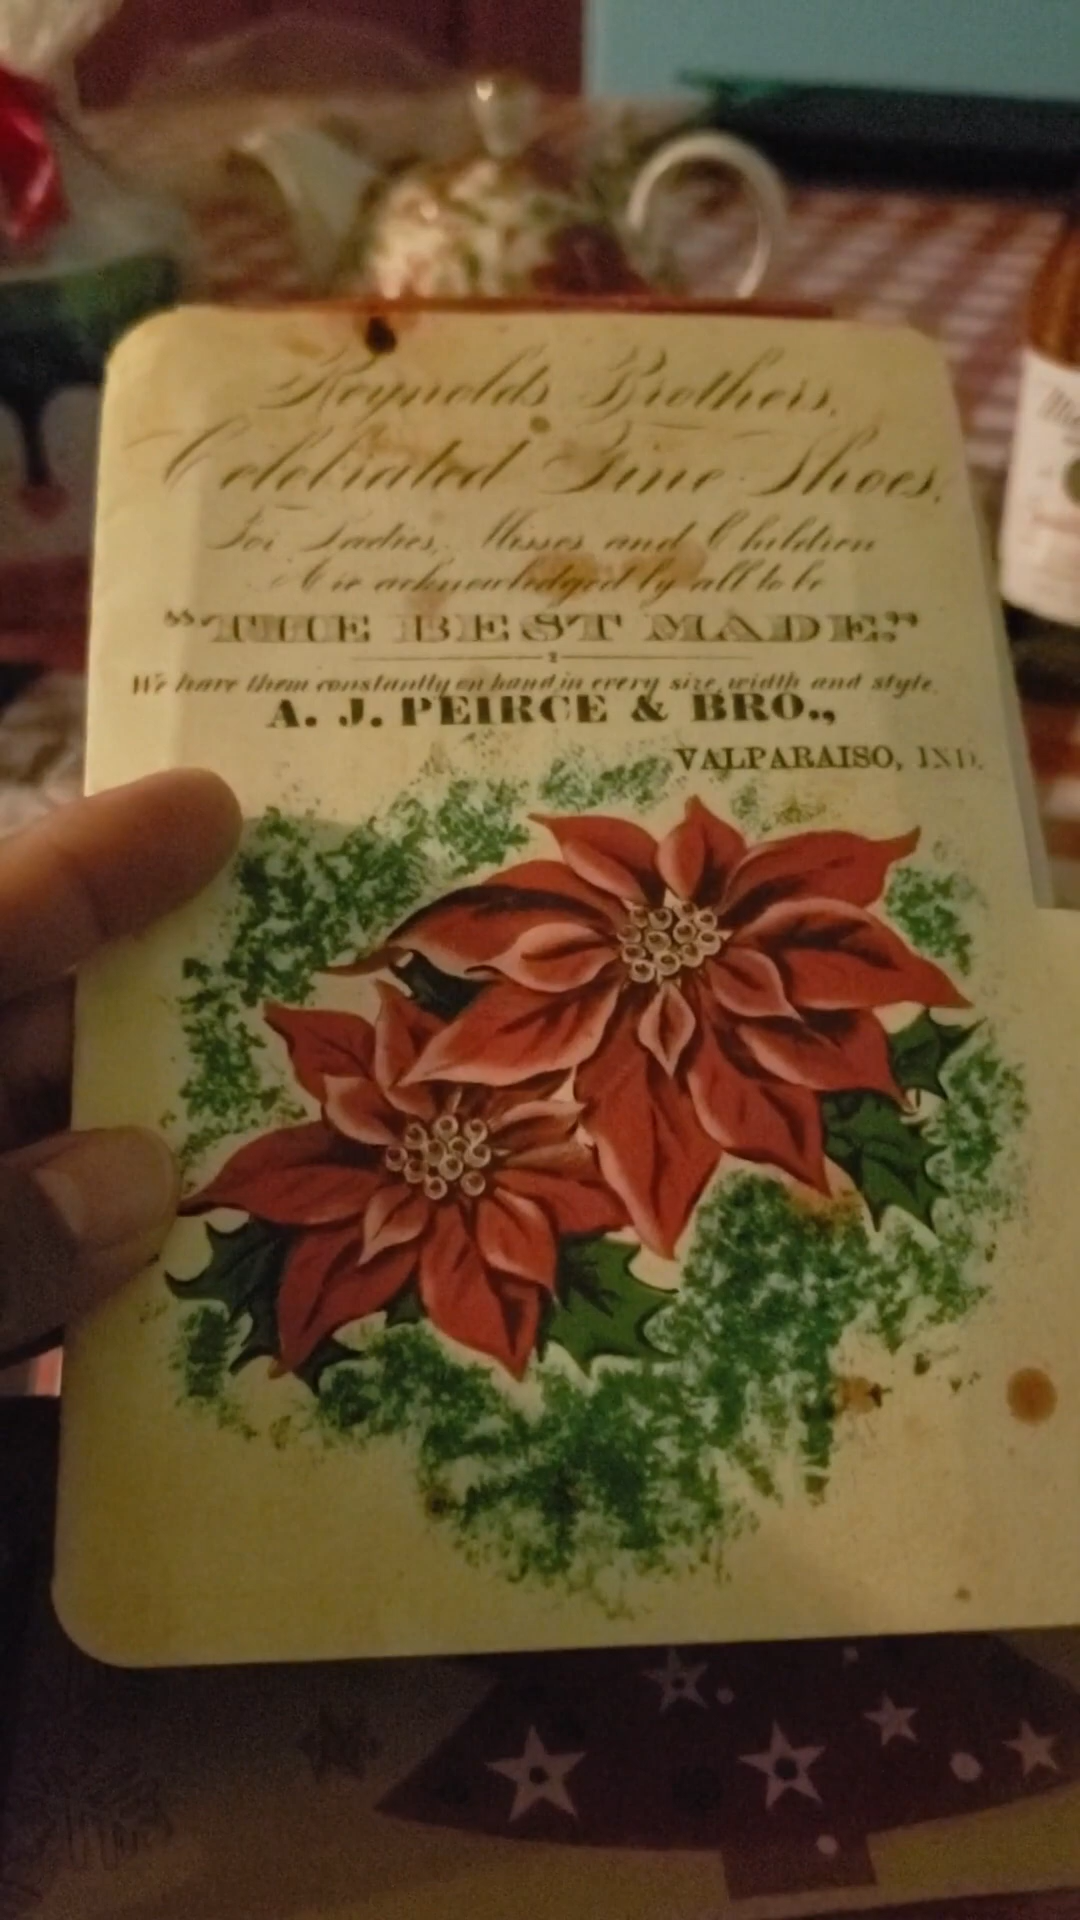 Reynolds Brothers,
Celebrated Fine Shoes,
For Ladies, Misses and Children
Are acknowledged by all to be
"THE BEST MADE."
We have them constantly on hand in every size, width and style.
A. J. PEIRCE & BRO.,
VALPARAISO, IND.